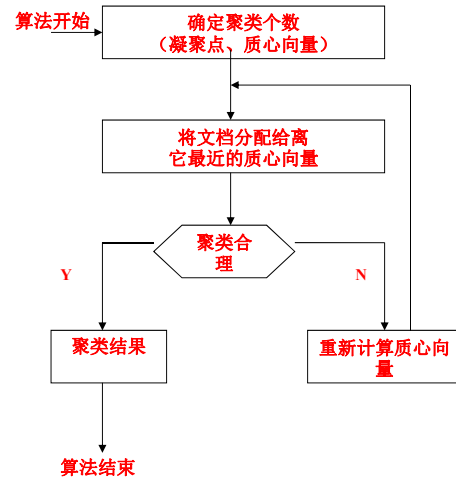 算法开始
确定聚类个数
（凝聚点、质心向量）
将文档分配给离
它最近的质心向量
聚类合
理
Y
N
聚类结果
重新计算质心向
量
算法结束